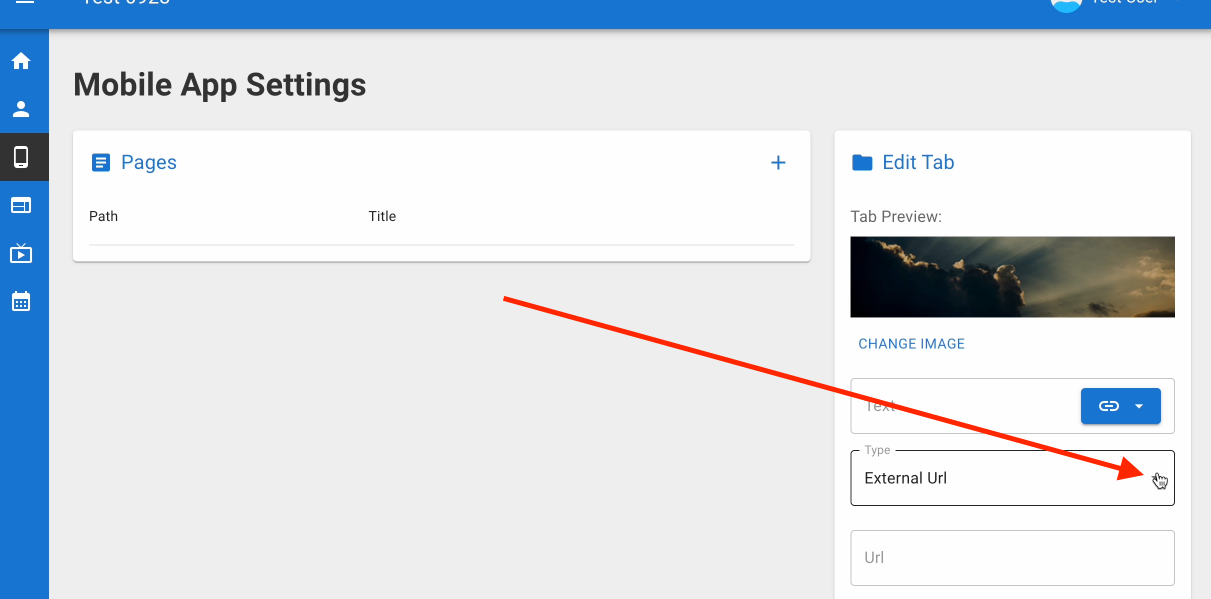 Test 0928
Test User
Mobile App Settings
Pages
Path
Title
Edit Tab
Tab Preview:
CHANGE IMAGE
Text
Type
External Url
Url